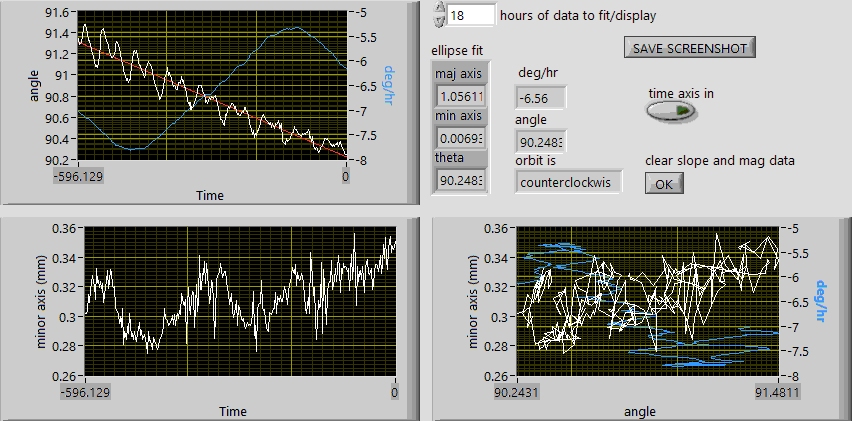 91.6
91.4
91.2
91
90.8
90.6
90.4
90.2
angle
-5
-5.5
-6
-6.5
-7
-7.5
-8
deg/hr
-596.129
0
Time
18 hours of data to fit/display
SAVE SCREENSHOT
ellipse fit
maj axis
1.05611
min axis
0.00693
theta
90.2483
deg/hr
-6.56
angle
90.2483
orbit is
counterclockwis
time axis in
clear slope and mag data
OK
0.36
0.34
0.32
0.3
0.28
0.26
minor axis (mm)
-596.129
0
Time
0.36
0.34
0.32
0.3
0.28
0.26
minor axis (mm)
-5
-5.5
-6
-6.5
-7
-7.5
-8
deg/hr
90.2431
91.4811
angle